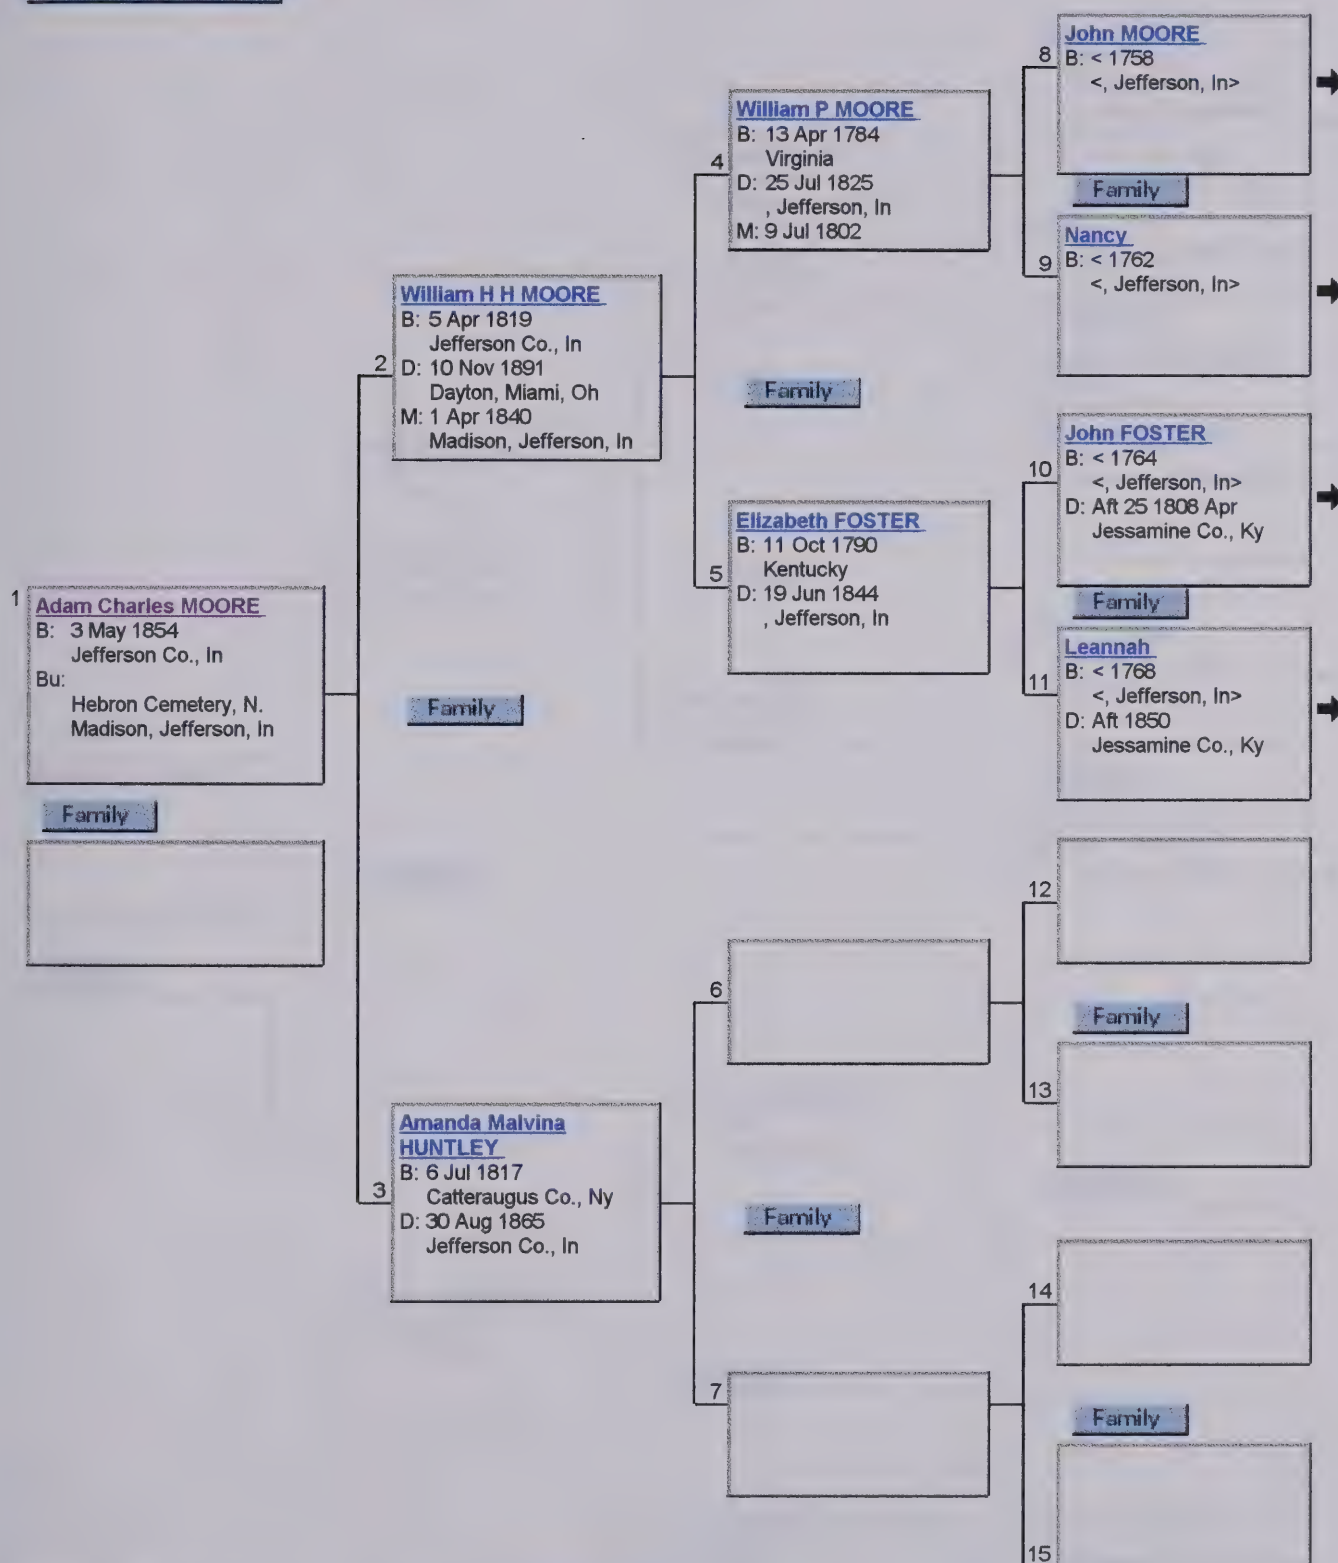 1
Adam Charles MOORE
B: 3 May 1854
Jefferson Co., In
Bu:
Hebron Cemetery, N.
Madison, Jefferson, In
Family
2
William H H MOORE
B: 5 Apr 1819
Jefferson Co., In
D: 10 Nov 1891
Dayton, Miami, Oh
M: 1 Apr 1840
Madison, Jefferson, In
Family
3
Amanda Malvina
HUNTLEY
B: 6 Jul 1817
Catteraugus Co., Ny
D: 30 Aug 1865
Jefferson Co., In
4
William P MOORE
B: 13 Apr 1784
Virginia
D: 25 Jul 1825
, Jefferson, In
M: 9 Jul 1802
Family
5
Elizabeth FOSTER
B: 11 Oct 1790
Kentucky
D: 19 Jun 1844
, Jefferson, In
6
Family
7
8
John MOORE
B: < 1758
<, Jefferson, In>
Family
9
Nancy
B: < 1762
<, Jefferson, In>
10
John FOSTER
B: < 1764
<, Jefferson, In>
D: Aft 25 1808 Apr
Jessamine Co., Ky
Family
11
Leannah
B: < 1768
<, Jefferson, In>
D: Aft 1850
Jessamine Co., Ky
12
Family
13
14
Family
15